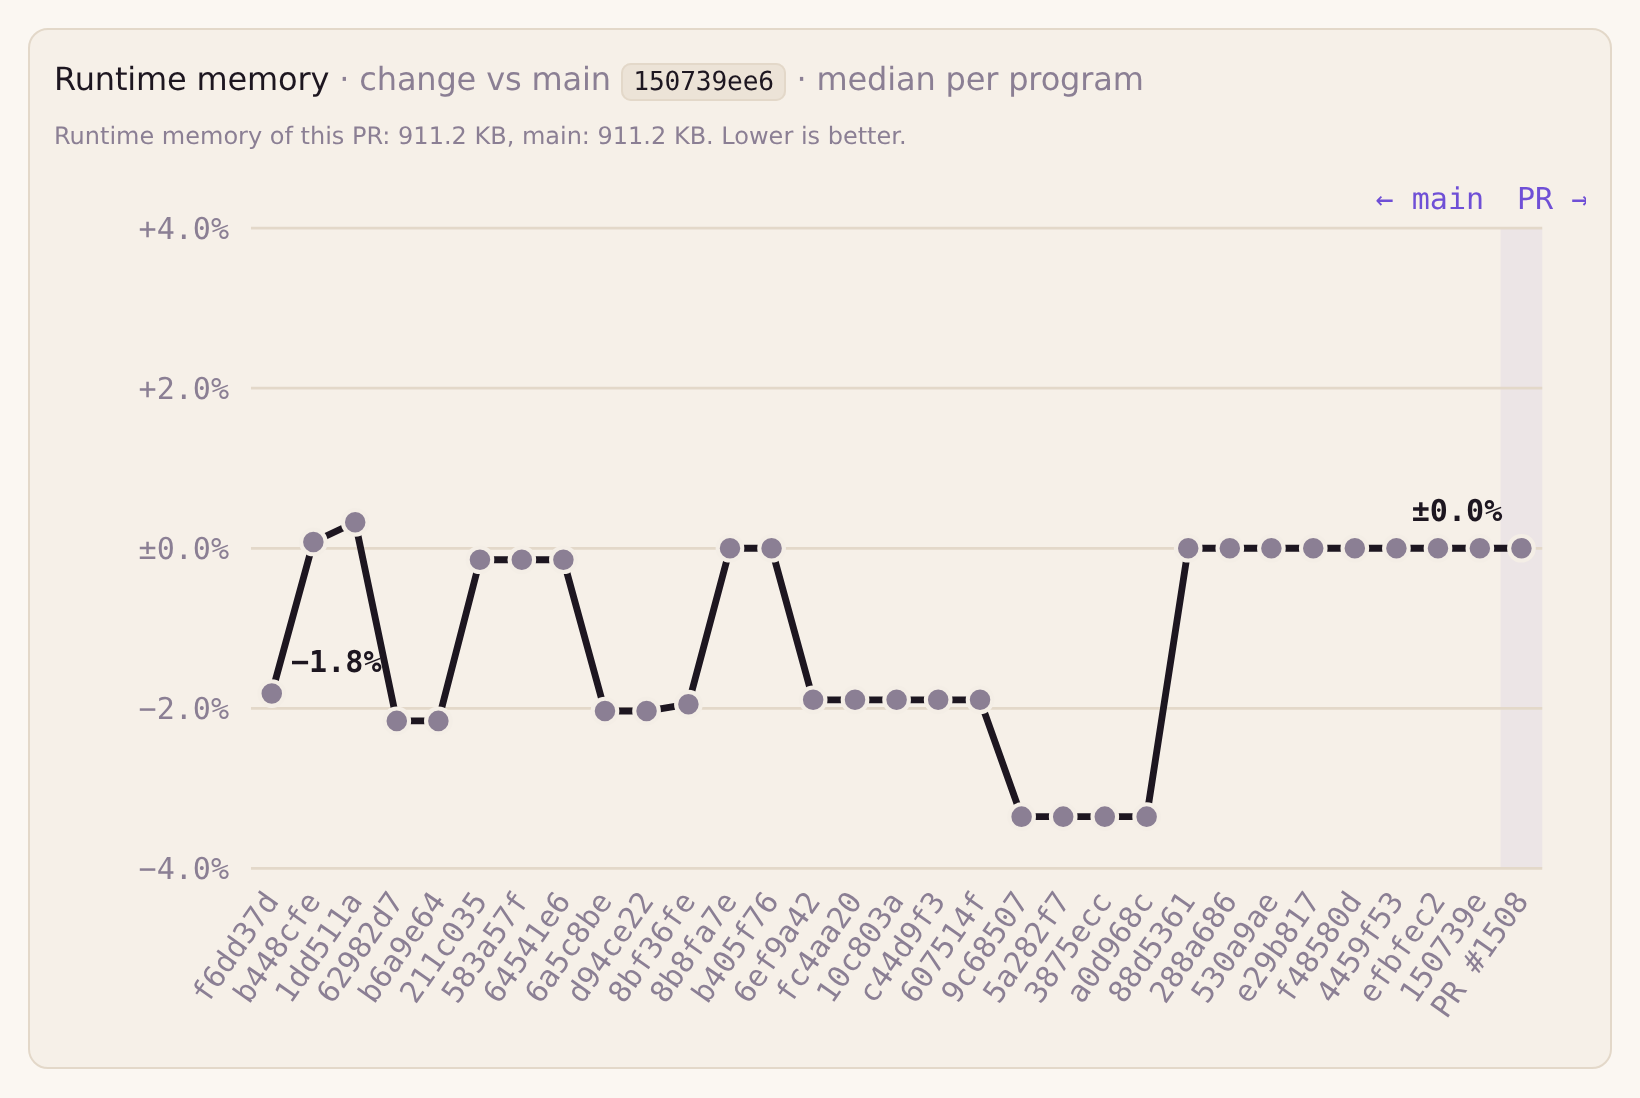 Runtime memory · change vs main 150739ee6 · median per program
Runtime memory of this PR: 911.2 KB, main: 911.2 KB. Lower is better.
← main PR →
+4.0%
+2.0%
±0.0%
−2.0%
−4.0%
−1.8%
±0.0%
f6dd37d
b448cfe
1dd511a
62982d7
b6a9e64
211c035
583a57f
64541e6
6a5c8be
d94ce22
8bf36fe
8b8fa7e
b405f76
6ef9a42
fc4aa20
10c803a
c44d9f3
607514f
9c68507
5a282f7
3875ecc
a0d968c
88d5361
288a686
530a9ae
e29b817
f48580d
4459f53
efbfec2
150739e
PR #1508